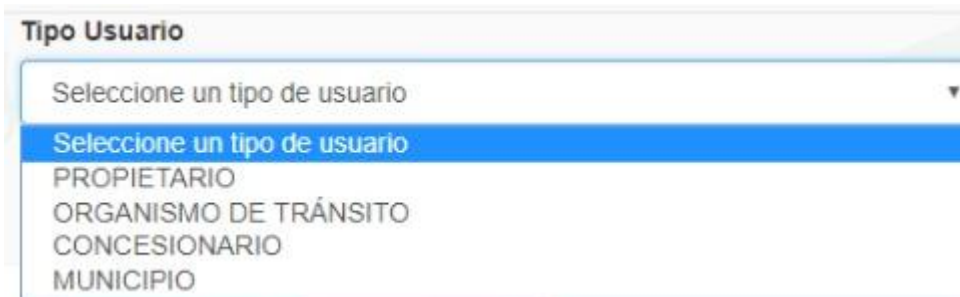 Tipo Usuario
Seleccione un tipo de usuario
Seleccione un tipo de usuario
PROPIETARIO
ORGANISMO DE TRÁNSITO
CONCESIONARIO
MUNICIPIO